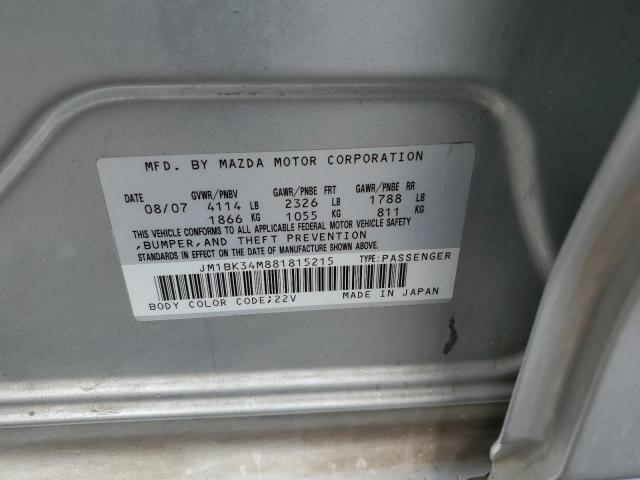 MFD. BY MAZDA MOTOR CORPORATION
GVWR/PNBV GAWR/PNBE FRT GAWR/PNBE RR
08/07 4114 LB 2326 LB 1788 LB
1866 KG 1055 KG 811 KG
THIS VEHICLE CONFORMS TO ALL APPLICABLE FEDERAL MOTOR VEHICLE SAFETY
,BUMPER,AND THEFT PREVENTION
STANDARDS IN EFFECT ON THE DATE OF MANUFACTURE SHOWN ABOVE.
JM1BK34M881815215 TYPE:PASSENGER
BODY COLOR CODE;22V MADE IN JAPAN